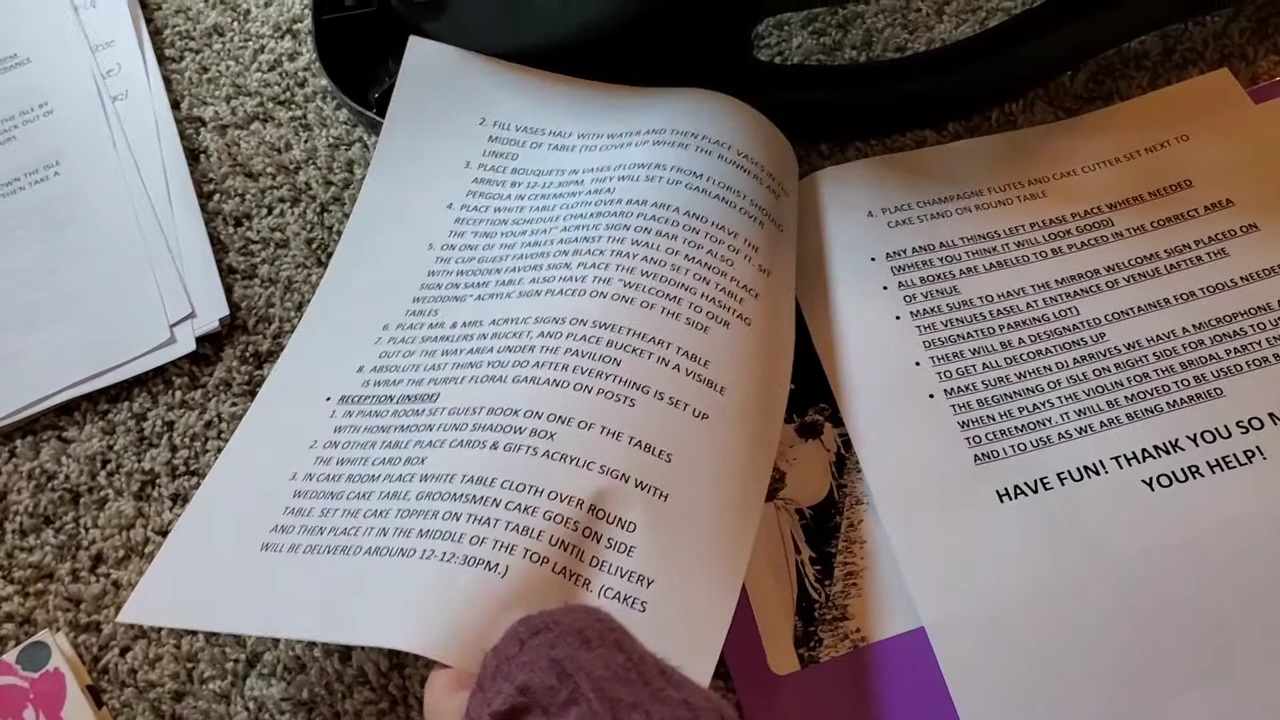 THE ISLE BY
BACK OUT OF
OWN THE ISLE
THEN TAKE A
2. FILL VASES HALF WITH WATER AND THEN PLACE VASES IN THE
MIDDLE OF TABLE (TO COVER UP WHERE THE RUNNERS ARE
LINKED
3. PLACE BOUQUETS IN VASES (FLOWERS FROM FLORIST SHOULD
ARRIVE BY 12-12:30PM, THEY WILL SET UP GARLAND OVER
PERGOLA IN CEREMONY AREA)
4. PLACE WHITE TABLE CLOTH OVER BAR AREA AND HAVE THE
RECEPTION SCHEDULE CHALKBOARD PLACED ON TOP OF IT. SET
THE "FIND YOUR SEAT" ACRYLIC SIGN ON BAR TOP ALSO.
5. ON ONE OF THE TABLES AGAINST THE WALL OF MANOR PLACE
THE CUP GUEST FAVORS ON BLACK TRAY AND SET ON TABLE
WITH WOODEN FAVORS SIGN, PLACE THE WEDDING HASHTAG
SIGN ON SAME TABLE. ALSO HAVE THE "WELCOME TO OUR
WEDDDING" ACRYLIC SIGN PLACED ON ONE OF THE SIDE
TABLES
6. PLACE MR. & MRS. ACRYLIC SIGNS ON SWEETHEART TABLE
7. PLACE SPARKLERS IN BUCKET, AND PLACE BUCKET IN A VISIBLE
OUT OF THE WAY AREA UNDER THE PAVILION
8. ABSOLUTE LAST THING YOU DO AFTER EVERYTHING IS SET UP
IS WRAP THE PURPLE FLORAL GARLAND ON POSTS
• RECEPTION (INSIDE)
1. IN PIANO ROOM SET GUEST BOOK ON ONE OF THE TABLES
WITH HONEYMOON FUND SHADOW BOX
2. ON OTHER TABLE PLACE CARDS & GIFTS ACRYLIC SIGN WITH
THE WHITE CARD BOX
3. IN CAKE ROOM PLACE WHITE TABLE CLOTH OVER ROUND
WEDDING CAKE TABLE, GROOMSMEN CAKE GOES ON SIDE
TABLE. SET THE CAKE TOPPER ON THAT TABLE UNTIL DELIVERY
AND THEN PLACE IT IN THE MIDDLE OF THE TOP LAYER. (CAKES
WILL BE DELIVERED AROUND 12-12:30PM.)
4. PLACE CHAMPAGNE FLUTES AND CAKE CUTTER SET NEXT TO
CAKE STAND ON ROUND TABLE
• ANY AND ALL THINGS LEFT PLEASE PLACE WHERE NEEDED
(WHERE YOU THINK IT WILL LOOK GOOD)
• ALL BOXES ARE LABELED TO BE PLACED IN THE CORRECT AREA
OF VENUE
• MAKE SURE TO HAVE THE MIRROR WELCOME SIGN PLACED ON
THE VENUES EASEL AT ENTRANCE OF VENUE (AFTER THE
DESIGNATED PARKING LOT)
• THERE WILL BE A DESIGNATED CONTAINER FOR TOOLS NEEDED
TO GET ALL DECORATIONS UP
• MAKE SURE WHEN DJ ARRIVES WE HAVE A MICROPHONE
THE BEGINNING OF ISLE ON RIGHT SIDE FOR JONAS TO
WHEN HE PLAYS THE VIOLIN FOR THE BRIDAL PARTY
TO CEREMONY. IT WILL BE MOVED TO BE USED FOR
AND I TO USE AS WE ARE BEING MARRIED
HAVE FUN! THANK YOU SO
YOUR HELP!